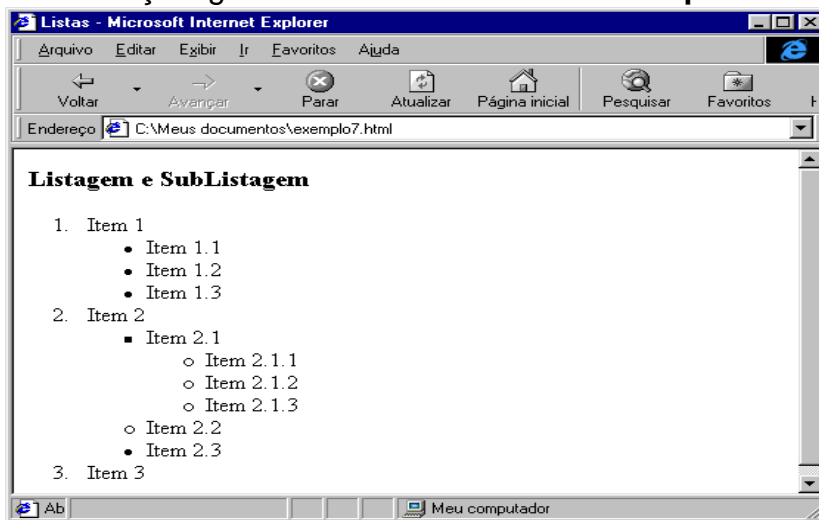 Listas - Microsoft Internet Explorer
Arquivo Editar Exibir Ir Favoritos Ajuda
Voltar Avançar Parar Atualizar Página inicial Pesquisar Favoritos
Endereço C:\Meus documentos\exemplo7.html
Listagem e SubListagem
1. Item 1
• Item 1.1
• Item 1.2
• Item 1.3
2. Item 2
▪ Item 2.1
○ Item 2.1.1
○ Item 2.1.2
○ Item 2.1.3
○ Item 2.2
• Item 2.3
3. Item 3
Ab Meu computador